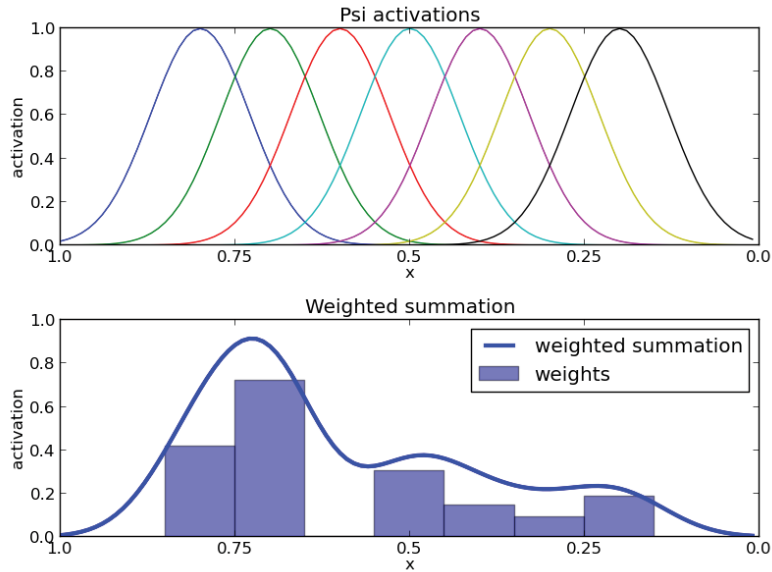 Psi activations
1.0
0.8
0.6
0.4
0.2
0.0
activation
1.0 0.75 0.5 0.25 0.0
x
Weighted summation
1.0
0.8
0.6
0.4
0.2
0.0
activation
weighted summation
weights
1.0 0.75 0.5 0.25 0.0
x